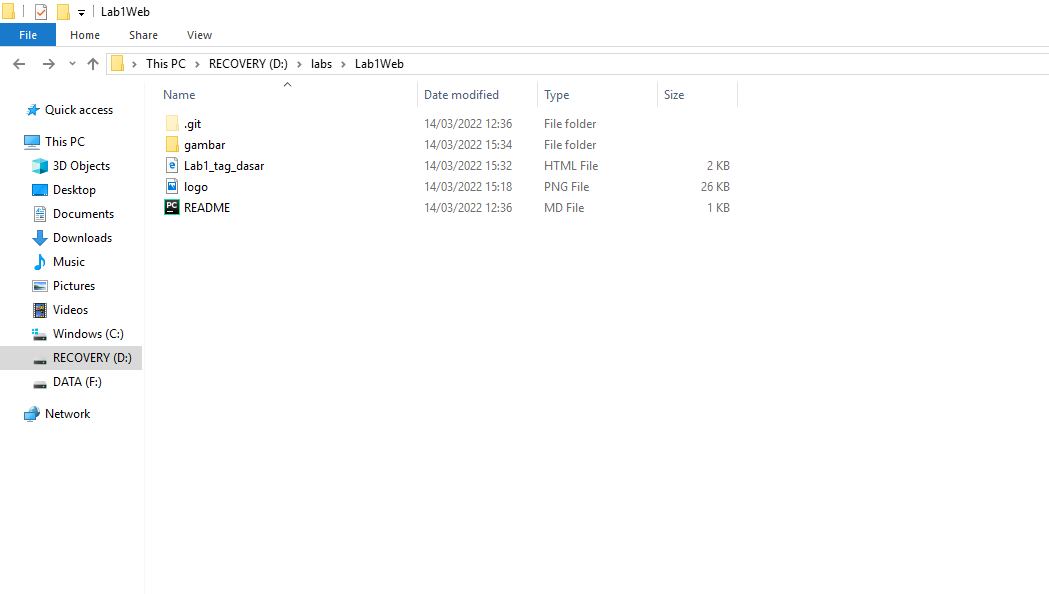 Lab1Web
File Home Share View
This PC RECOVERY (D:) labs Lab1Web
Name Date modified Type Size
Quick access
This PC
3D Objects
Desktop
Documents
Downloads
Music
Pictures
Videos
Windows (C:)
RECOVERY (D:)
DATA (F:)
Network
.git 14/03/2022 12:36 File folder
gambar 14/03/2022 15:34 File folder
Lab1_tag_dasar 14/03/2022 15:32 HTML File 2 KB
logo 14/03/2022 15:18 PNG File 26 KB
PC README 14/03/2022 12:36 MD File 1 KB